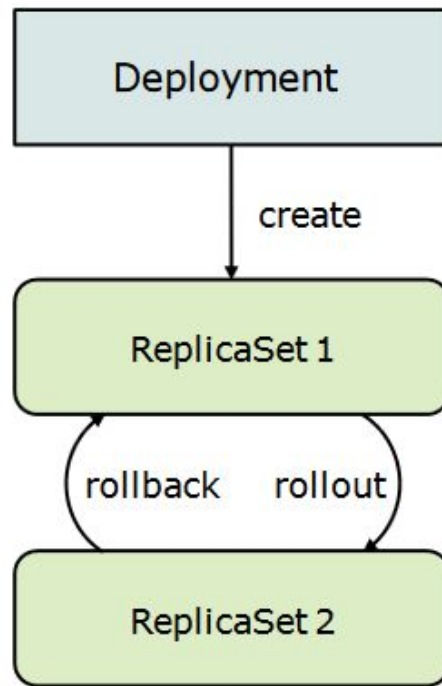 Deployment
create
ReplicaSet 1
rollback rollout
ReplicaSet 2